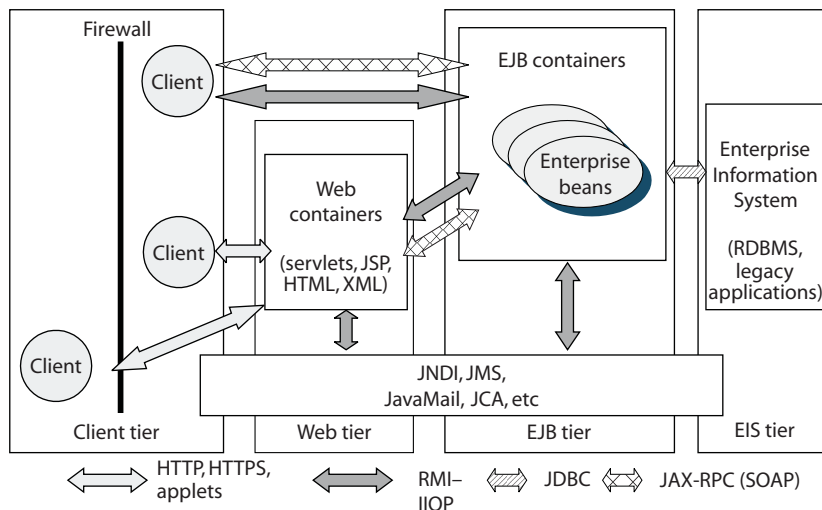 Firewall
Client
EJB containers
Enterprise
beans
Enterprise
Information
System
(RDBMS,
legacy
applications)
Web
containers
(servlets, JSP,
HTML, XML)
Client
Client
JNDI, JMS,
JavaMail, JCA, etc
Client tier
Web tier
EJB tier
EIS tier
HTTP, HTTPS,
applets
RMI–
IIOP
JDBC
JAX-RPC (SOAP)